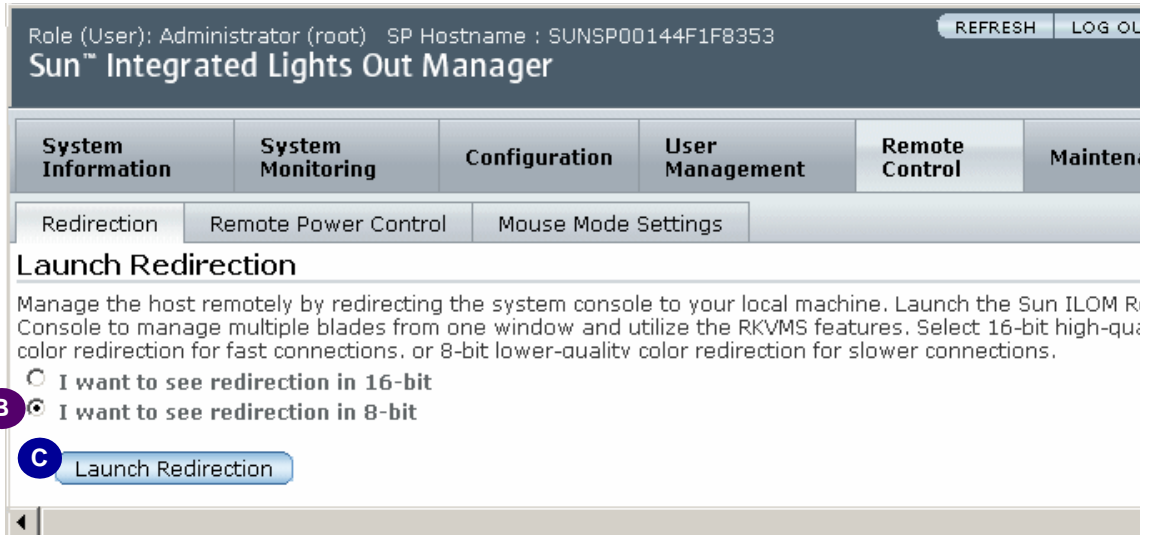 Role (User): Administrator (root) SP Hostname : SUNSP00144F1F8353
REFRESH LOG OU
Sun™ Integrated Lights Out Manager
System Information System Monitoring Configuration User Management Remote Control Mainten
Redirection Remote Power Control Mouse Mode Settings
Launch Redirection
Manage the host remotely by redirecting the system console to your local machine. Launch the Sun ILOM R
Console to manage multiple blades from one window and utilize the RKVMS features. Select 16-bit high-qua
color redirection for fast connections, or 8-bit lower-quality color redirection for slower connections.
I want to see redirection in 16-bit
B I want to see redirection in 8-bit
C Launch Redirection